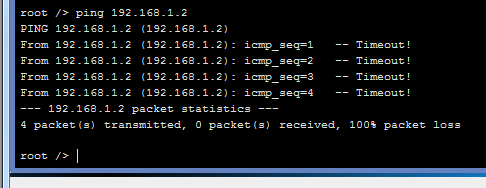 root /> ping 192.168.1.2
PING 192.168.1.2 (192.168.1.2)
From 192.168.1.2 (192.168.1.2): icmp_seq=1   -- Timeout!
From 192.168.1.2 (192.168.1.2): icmp_seq=2   -- Timeout!
From 192.168.1.2 (192.168.1.2): icmp_seq=3   -- Timeout!
From 192.168.1.2 (192.168.1.2): icmp_seq=4   -- Timeout!
--- 192.168.1.2 packet statistics ---
4 packet(s) transmitted, 0 packet(s) received, 100% packet loss
root />